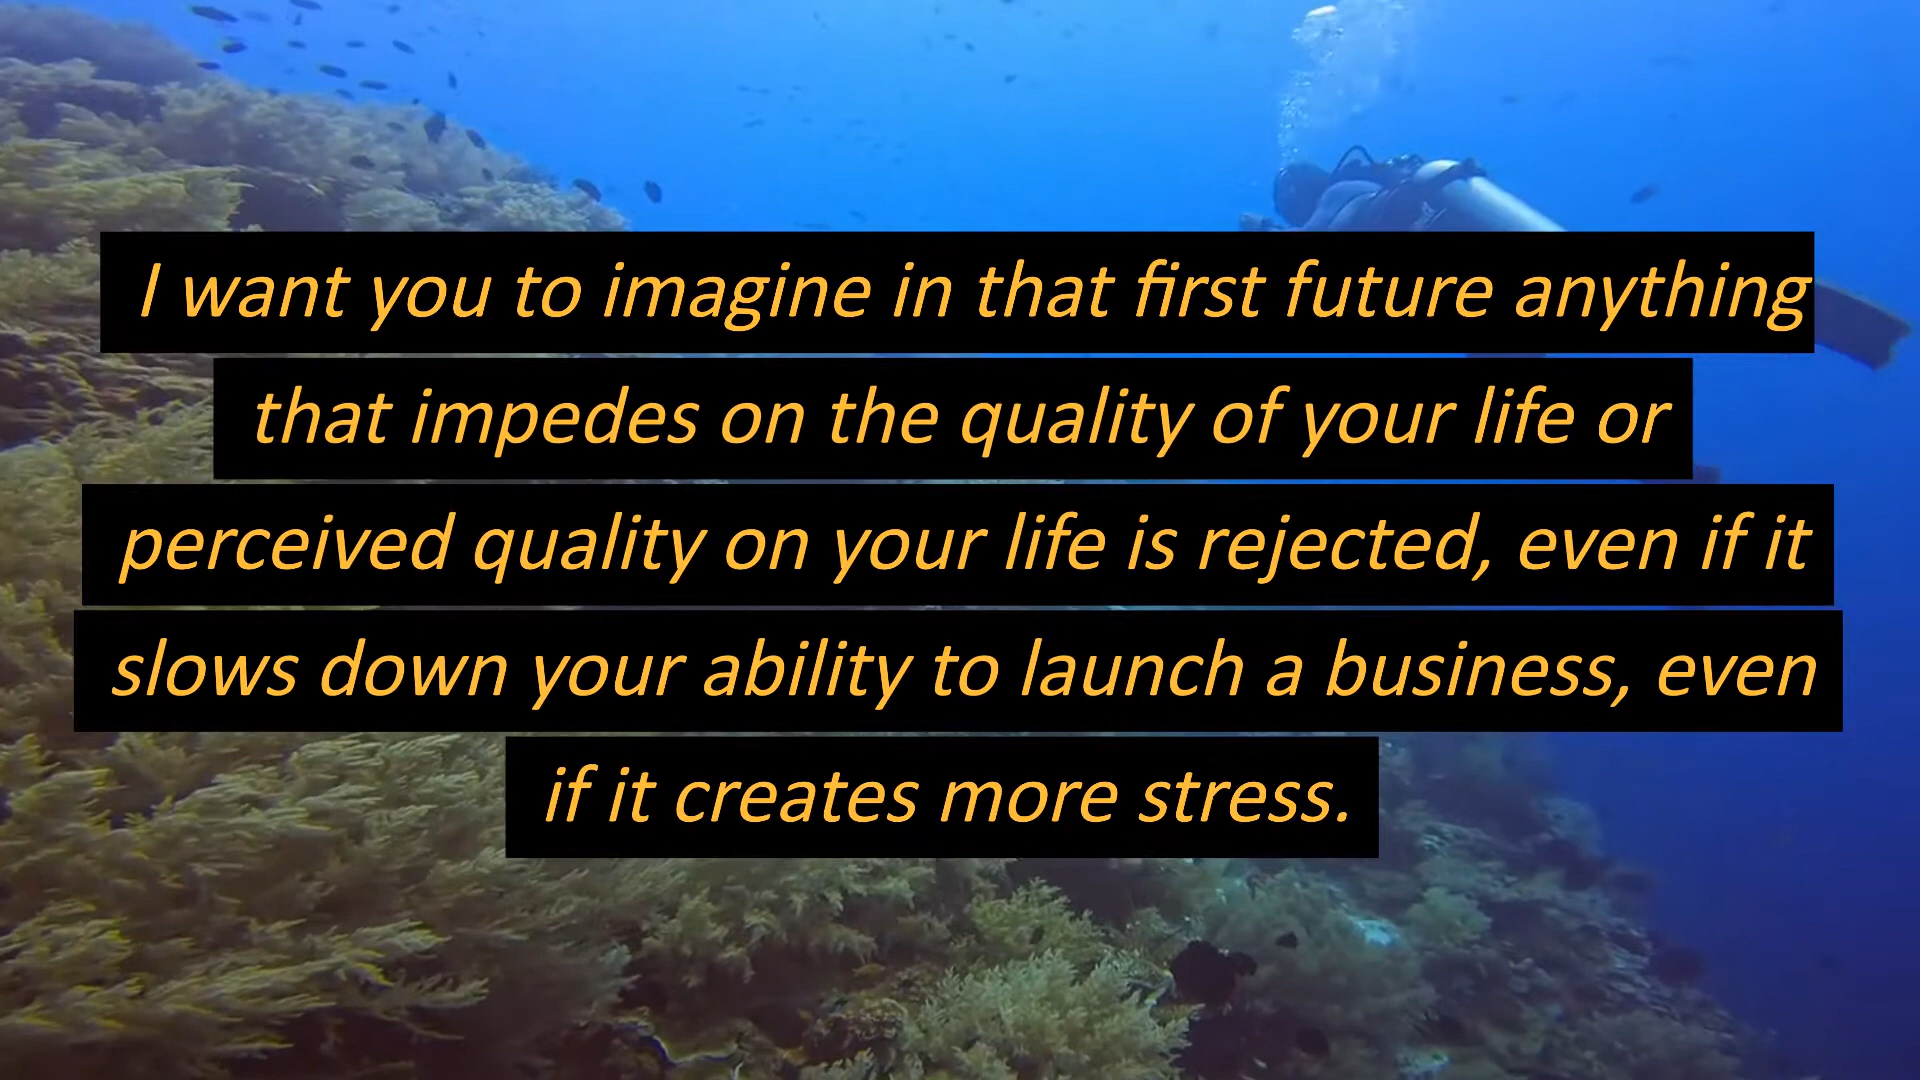 I want you to imagine in that first future anything
that impedes on the quality of your life or
perceived quality on your life is rejected, even if it
slows down your ability to launch a business, even
if it creates more stress.